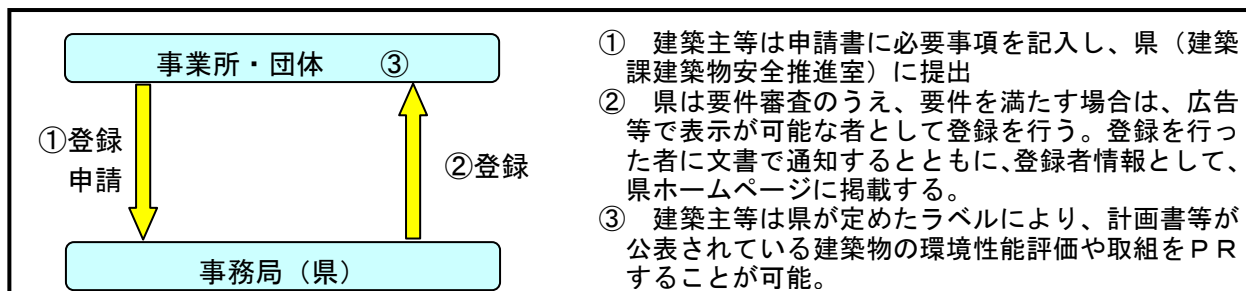 事業所・団体 ③
①登録
申請
②登録
事務局（県）
① 建築主等は申請書に必要事項を記入し、県（建築
課建築物安全推進室）に提出
② 県は要件審査のうえ、要件を満たす場合は、広告
等で表示が可能な者として登録を行う。登録を行っ
た者に文書で通知するとともに、登録者情報として、
県ホームページに掲載する。
③ 建築主等は県が定めたラベルにより、計画書等が
公表されている建築物の環境性能評価や取組をＰＲ
することが可能。